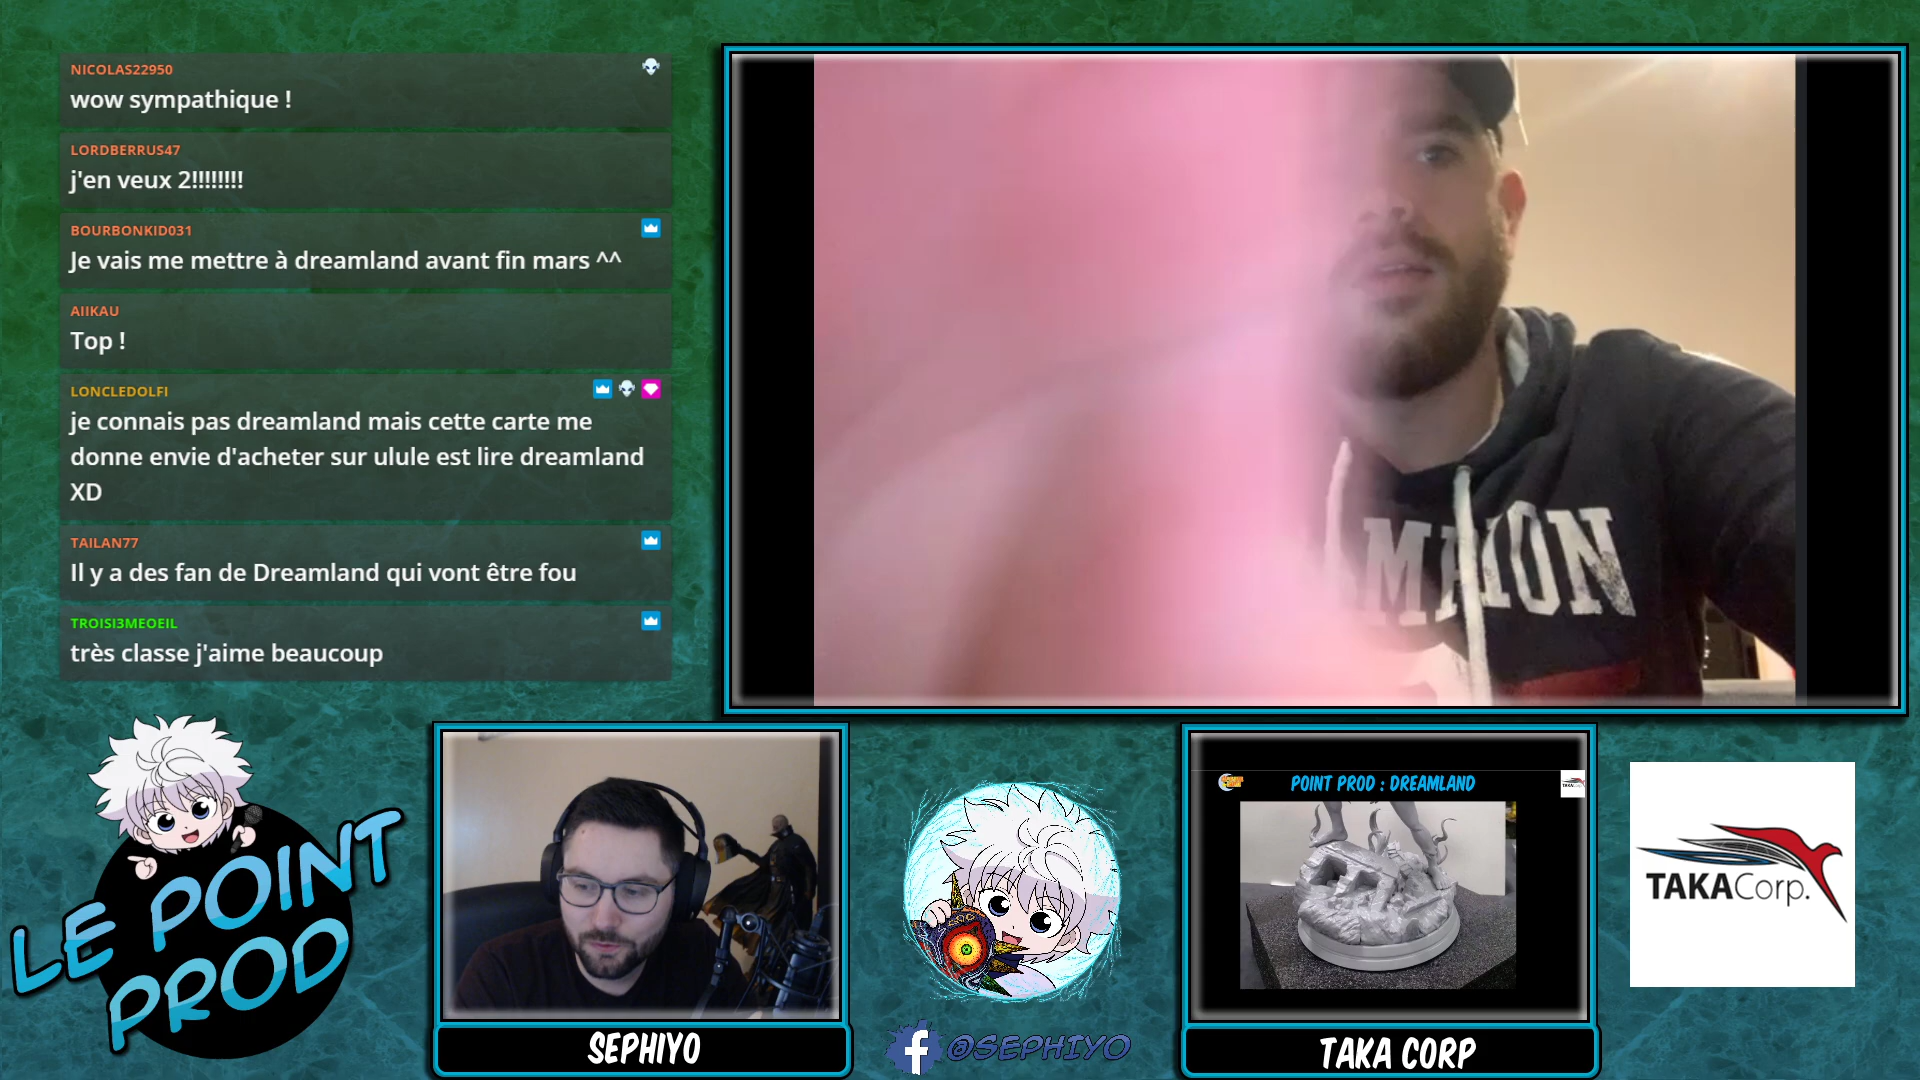 NICOLAS22950
wow sympathique !
LORDBERRUS47
j'en veux 2!!!!!!!!
BOURBONKID031
Je vais me mettre à dreamland avant fin mars ^^
AIIKAU
Top !
LONCLEDOLFI
je connais pas dreamland mais cette carte me
donne envie d'acheter sur ulule est lire dreamland
XD
TAILAN77
Il y a des fan de Dreamland qui vont être fou
TROISI3MEOEIL
très classe j'aime beaucoup
LE POINT
PROD
SEPHIYO
@SEPHIYO
POINT PROD : DREAMLAND
TAKA CORP
TAKACorp.